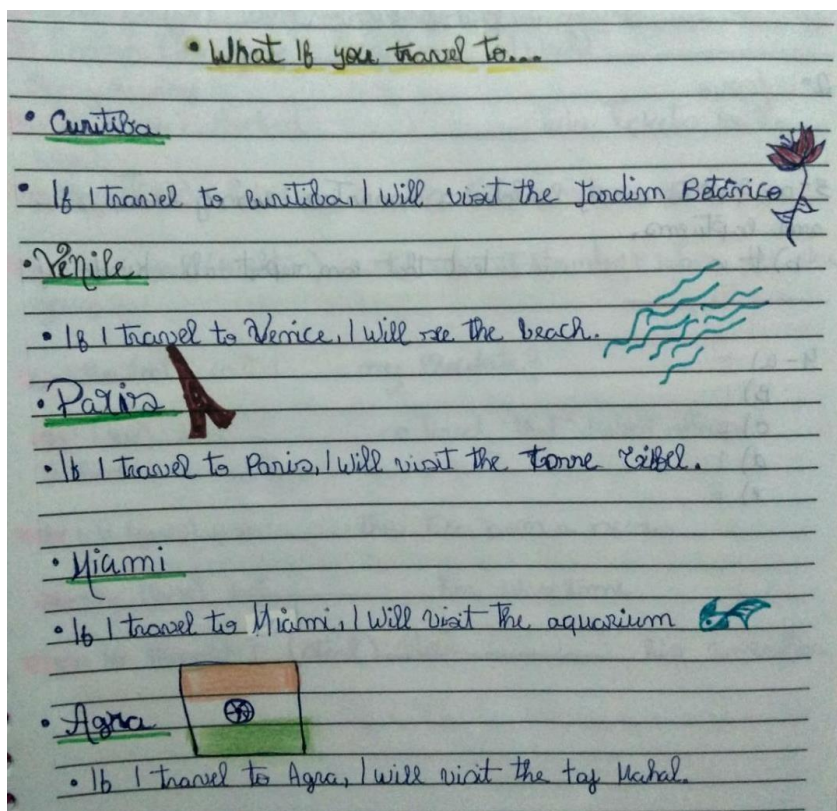 • What If you travel to...
• Curitiba
• If I travel to Curitiba, I will visit the Jardim Botânico
• Venile
• If I travel to Venice, I will see the beach.
• Paris
• If I travel to Paris, I will visit the torre Eifel.
• Miami
• If I travel to Miami, I will visit the aquarium
• Agra
• If I travel to Agra, I will visit the taj Mahal.